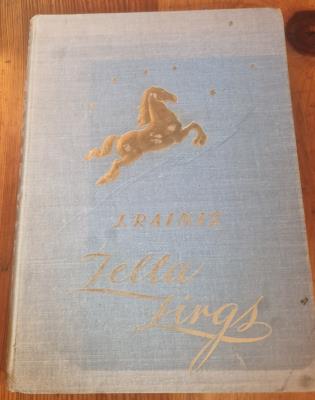 J. RAINIS
Zelta
Zirgs